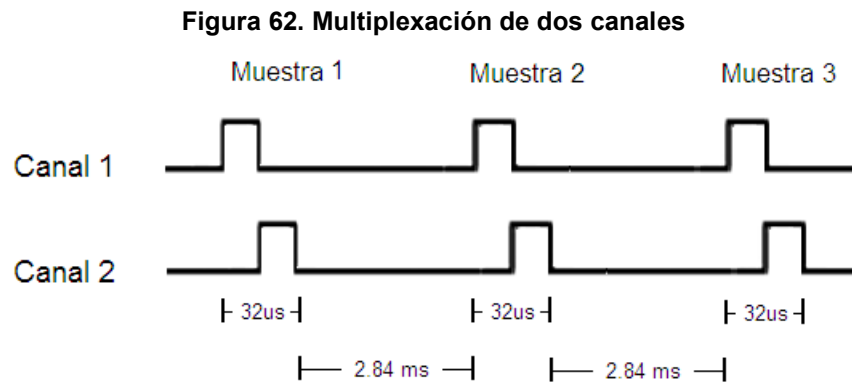 Figura 62. Multiplexación de dos canales
Muestra 1 Muestra 2 Muestra 3
Canal 1
Canal 2
32us 32us 32us
2.84 ms 2.84 ms